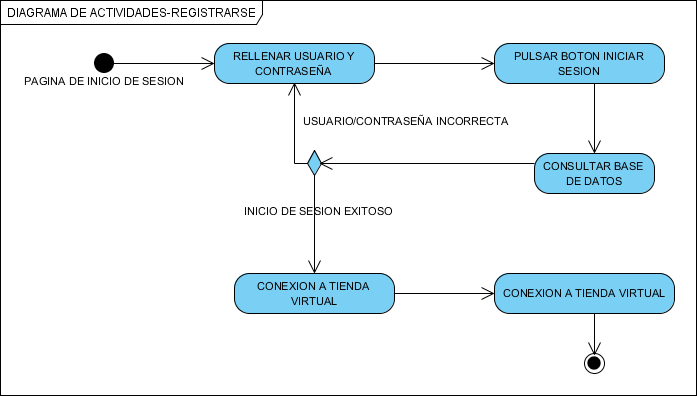 DIAGRAMA DE ACTIVIDADES-REGISTRARSE
PAGINA DE INICIO DE SESION
RELLENAR USUARIO Y
CONTRASEÑA
PULSAR BOTON INICIAR
SESION
USUARIO/CONTRASEÑA INCORRECTA
CONSULTAR BASE
DE DATOS
INICIO DE SESION EXITOSO
CONEXION A TIENDA
VIRTUAL
CONEXION A TIENDA VIRTUAL